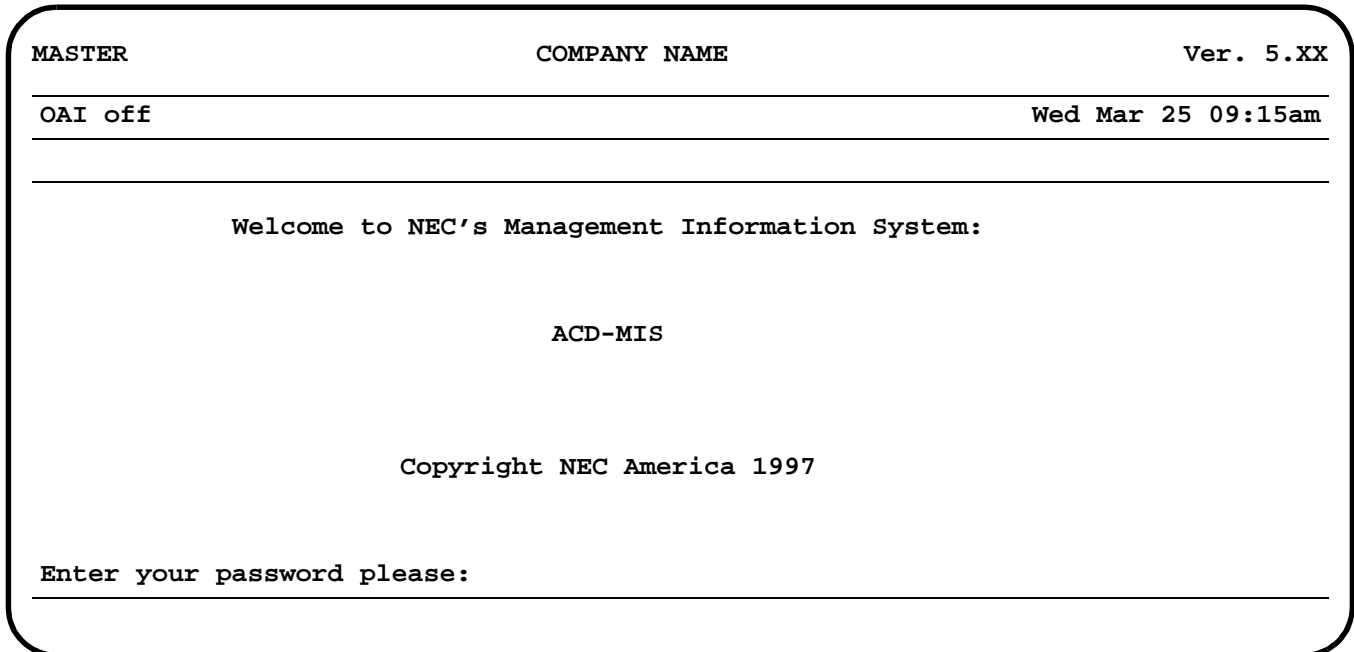 MASTER COMPANY NAME Ver. 5.XX
OAI off Wed Mar 25 09:15am
Welcome to NEC’s Management Information System:
ACD-MIS
Copyright NEC America 1997
Enter your password please: